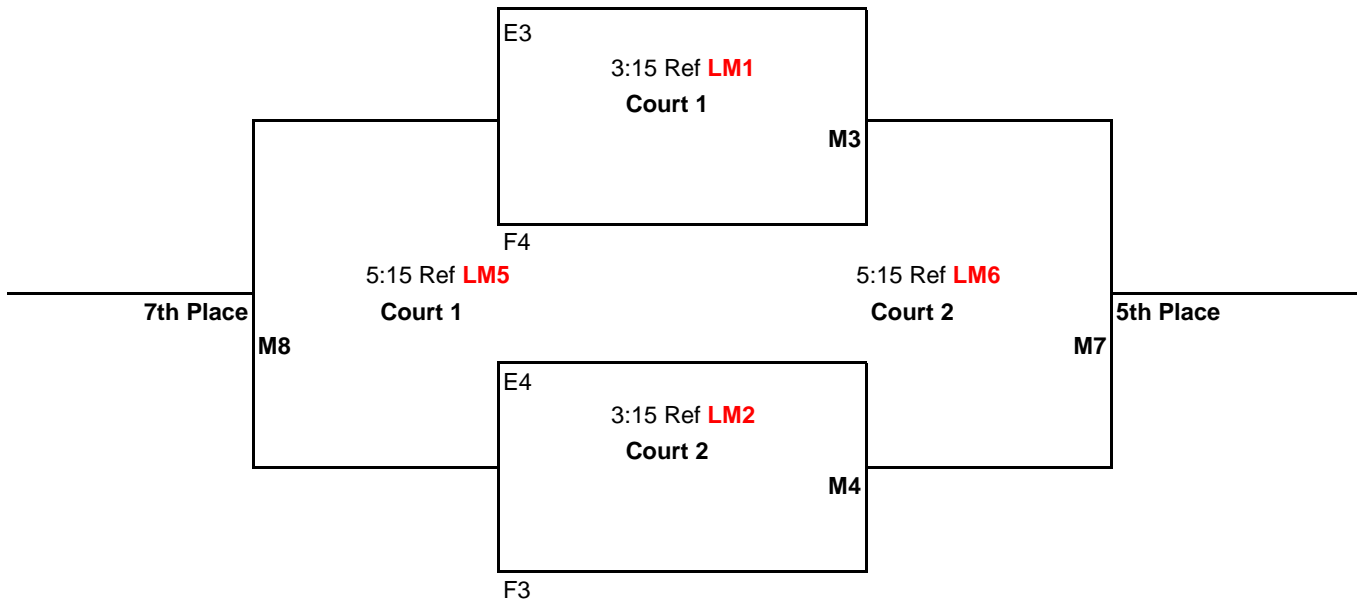 E3
3:15 Ref LM1
Court 1
M3
F4
5:15 Ref LM5
5:15 Ref LM6
7th Place
Court 1
Court 2
5th Place
M8
M7
E4
3:15 Ref LM2
Court 2
M4
F3